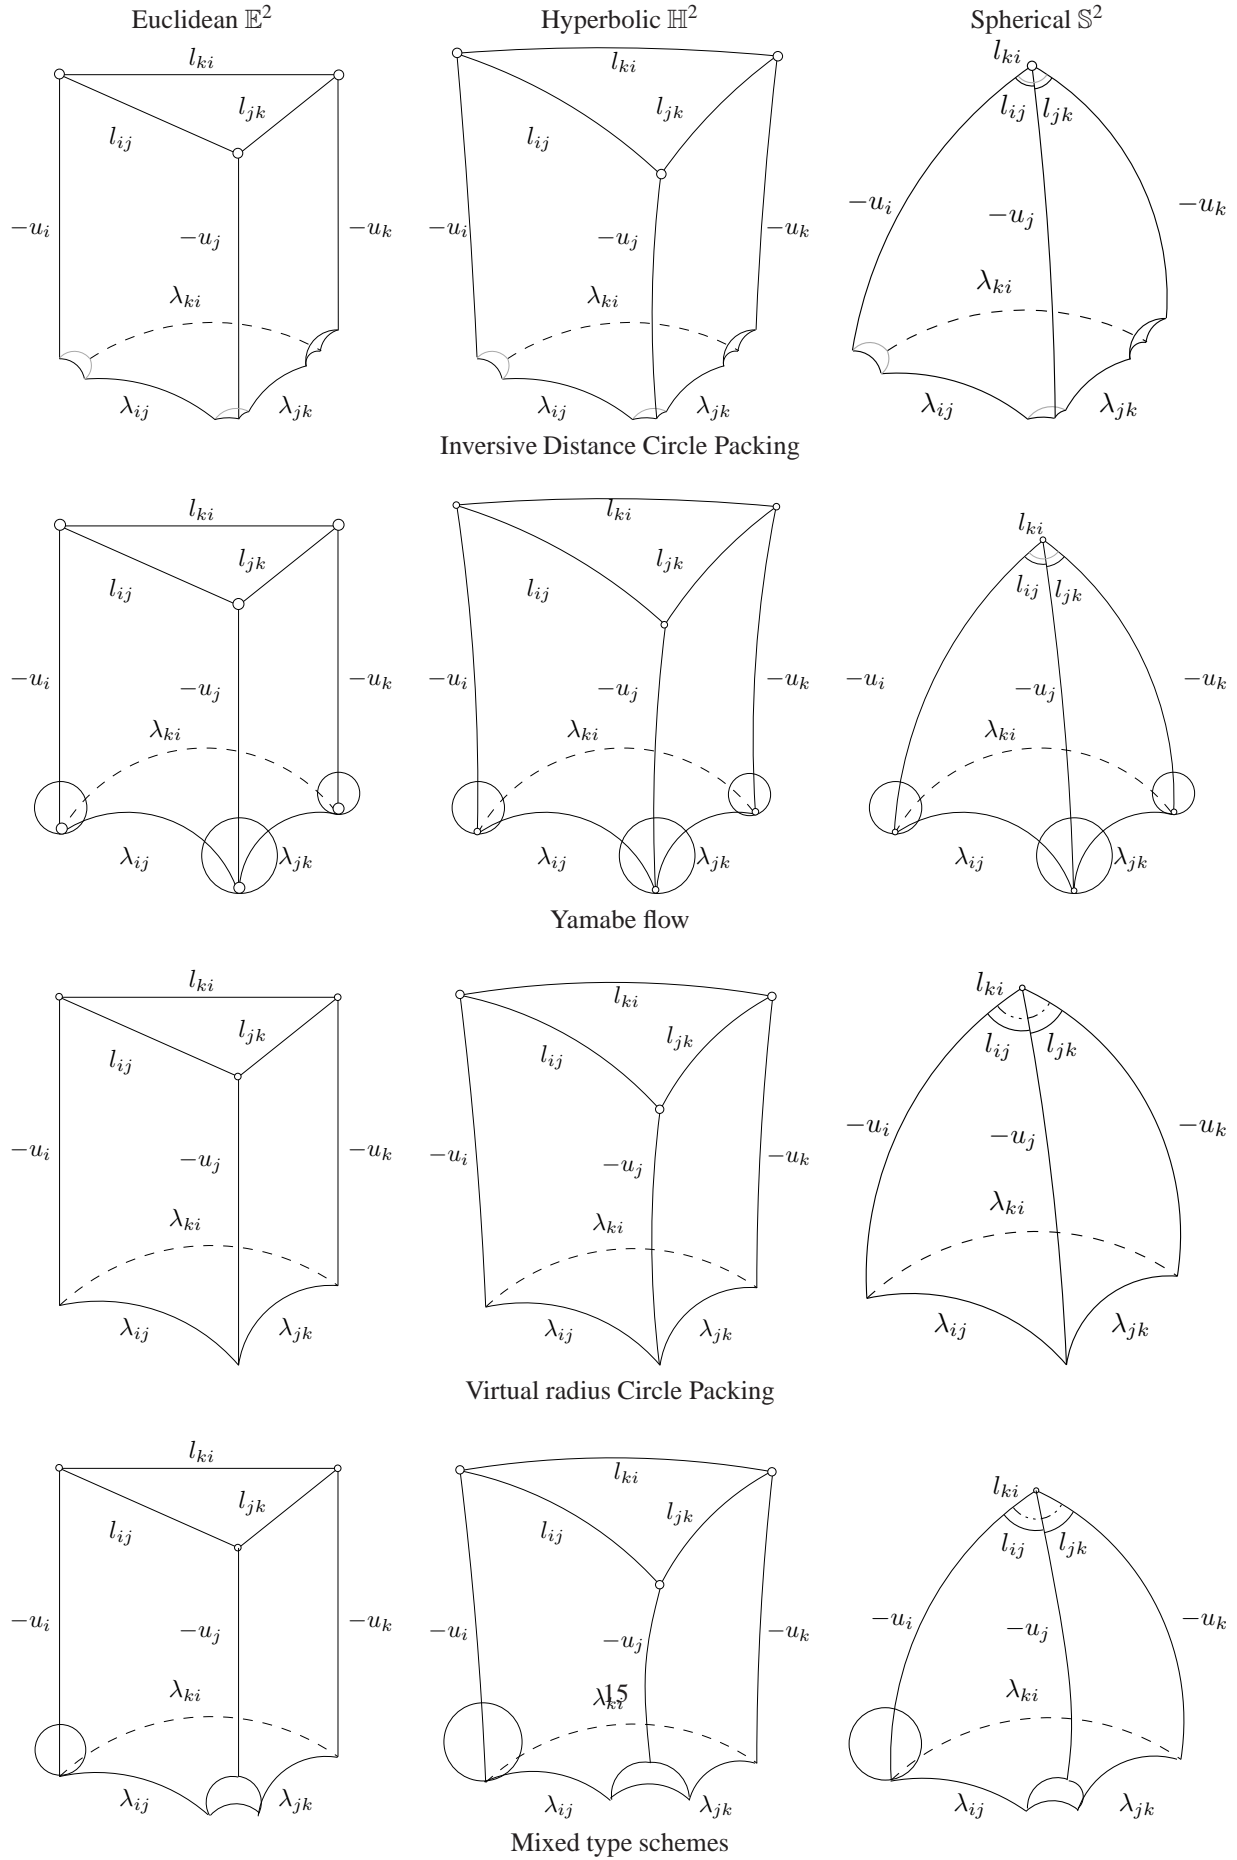 Euclidean 𝔼² Hyperbolic ℍ² Spherical 𝕊²
l_{ki} l_{ki} l_{ki}
l_{ij} l_{jk} l_{ij} l_{jk} l_{ij} l_{jk}
−u_i −u_j −u_k −u_i −u_j −u_k −u_i −u_j −u_k
λ_{ki} λ_{ki} λ_{ki}
λ_{ij} λ_{jk} λ_{ij} λ_{jk} λ_{ij} λ_{jk}
Inversive Distance Circle Packing
l_{ki} l_{ki} l_{ki}
l_{ij} l_{jk} l_{ij} l_{jk} l_{ij} l_{jk}
−u_i −u_j −u_k −u_i −u_j −u_k −u_i −u_j −u_k
λ_{ki} λ_{ki} λ_{ki}
λ_{ij} λ_{jk} λ_{ij} λ_{jk} λ_{ij} λ_{jk}
Yamabe flow
l_{ki} l_{ki} l_{ki}
l_{ij} l_{jk} l_{ij} l_{jk} l_{ij} l_{jk}
−u_i −u_j −u_k −u_i −u_j −u_k −u_i −u_j −u_k
λ_{ki} λ_{ki} λ_{ki}
λ_{ij} λ_{jk} λ_{ij} λ_{jk} λ_{ij} λ_{jk}
Virtual radius Circle Packing
l_{ki} l_{ki} l_{ki}
l_{ij} l_{jk} l_{ij} l_{jk} l_{ij} l_{jk}
−u_i −u_j −u_k −u_i −u_j −u_k −u_i −u_j −u_k
λ_{ki} λ_{ki} 15 λ_{ki}
λ_{ij} λ_{jk} λ_{ij} λ_{jk} λ_{ij} λ_{jk}
Mixed type schemes